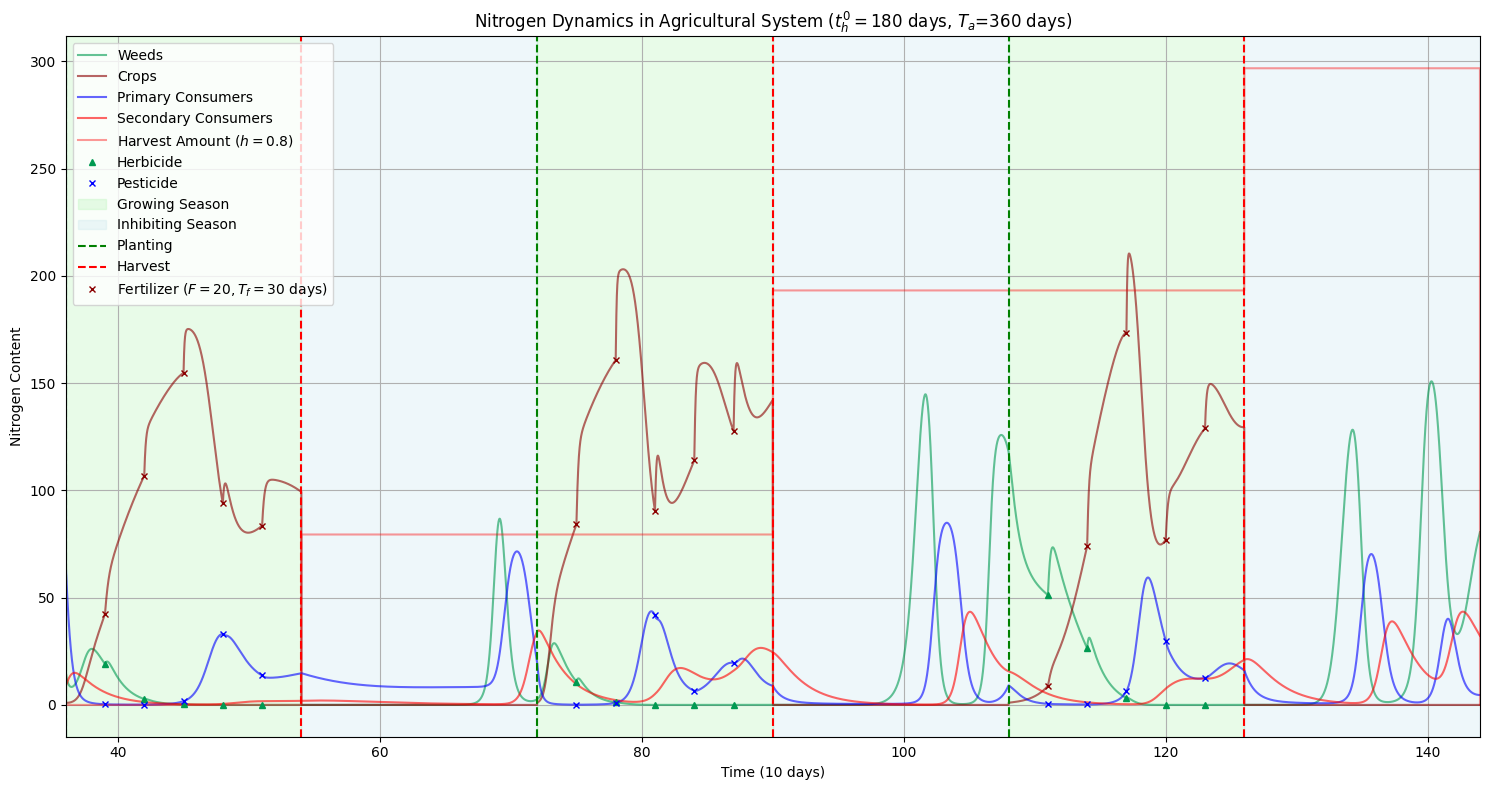 Nitrogen Dynamics in Agricultural System ($t_h^0 = 180$ days, $T_a$=360 days)
Weeds
Crops
Primary Consumers
Secondary Consumers
Harvest Amount ($h = 0.8$)
Herbicide
Pesticide
Growing Season
Inhibiting Season
Planting
Harvest
Fertilizer ($F = 20, T_f = 30$ days)
Nitrogen Content
300
250
200
150
100
50
0
40
60
80
100
120
140
Time (10 days)